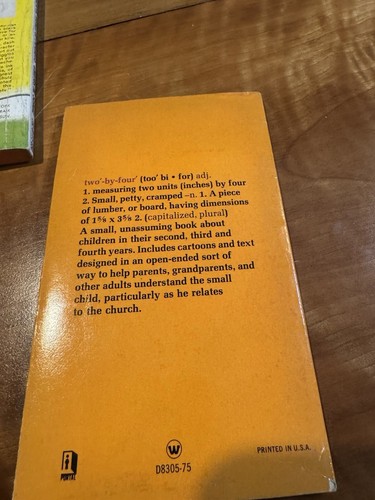 two'-by-four' (too' bi • for) adj.
1. measuring two units (inches) by four
2. Small, petty, cramped –n. 1. A piece
of lumber, or board, having dimensions
of 1⅝ x 3⅝ 2. (capitalized, plural)
A small, unassuming book about
children in their second, third and
fourth years. Includes cartoons and text
designed in an open-ended sort of
way to help parents, grandparents, and
other adults understand the small
child, particularly as he relates
to the church.
PORTAL
W
D8305-75
PRINTED IN U.S.A.